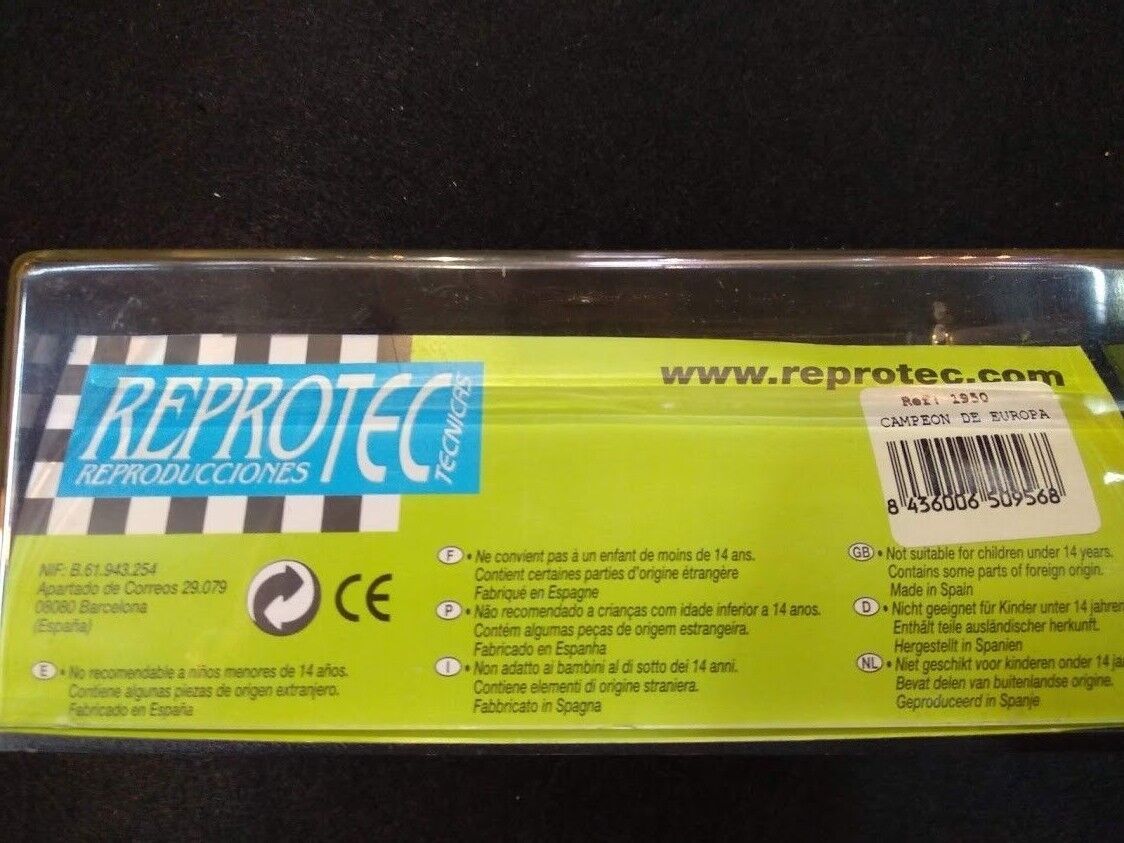 REPROTEC
REPRODUCCIONES
TECNICAS
www.reprotec.com
Ref: 1950
CAMPEON DE EUROPA
8 436006 509568
NIF: B.61.943.254
Apartado de Correos 29.079
08080 Barcelona
(España)
CE
E • No recomendable a niños menores de 14 años.
Contiene algunas piezas de origen extranjero.
Fabricado en España
F • Ne convient pas à un enfant de moins de 14 ans.
Contient certaines parties d'origine étrangère
Fabriqué en Espagne
P • Não recomendado a crianças com idade inferior a 14 anos.
Contem algumas peças de origem estrangeira.
Fabricado en Espanha
I • Non adatto ai bambini al di sotto dei 14 anni.
Contiene elementi di origine straniera.
Fabbricato in Spagna
GB • Not suitable for children under 14 years.
Contains some parts of foreign origin.
Made in Spain
D • Nicht geeignet für Kinder unter 14 jahren
Enthält teile ausländischer herkunft.
Hergestellt in Spanien
NL • Niet geschikt voor kinderen onder 14 ja
Bevat delen van buitenlandse origine.
Geproduceerd in Spanje